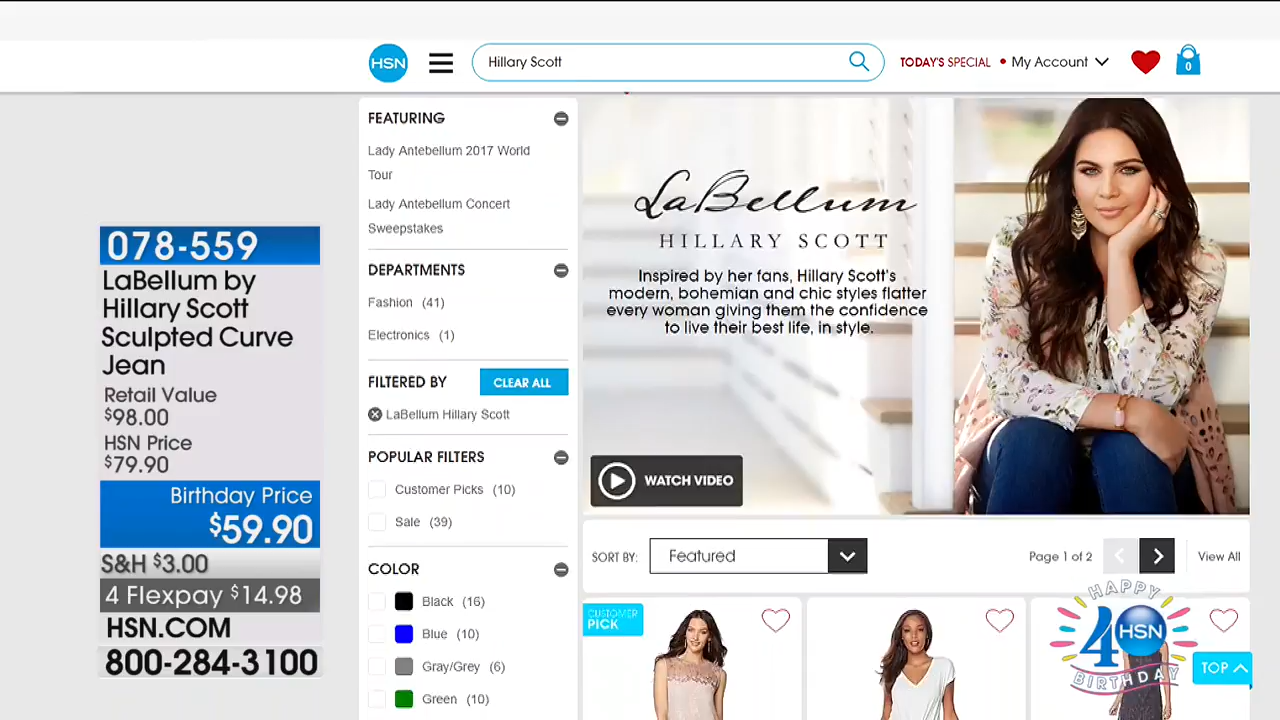 HSN
Hillary Scott
TODAY'S SPECIAL • My Account
0
078-559
LaBellum by
Hillary Scott
Sculpted Curve
Jean
Retail Value
$98.00
HSN Price
$79.90
Birthday Price
$59.90
S&H $3.00
4 Flexpay $14.98
HSN.COM
800-284-3100
FEATURING
Lady Antebellum 2017 World
Tour
Lady Antebellum Concert
Sweepstakes
DEPARTMENTS
Fashion (41)
Electronics (1)
FILTERED BY
CLEAR ALL
LaBellum Hillary Scott
POPULAR FILTERS
Customer Picks (10)
Sale (39)
COLOR
Black (16)
Blue (10)
Gray/Grey (6)
Green (10)
LaBellum
HILLARY SCOTT
Inspired by her fans, Hillary Scott's
modern, bohemian and chic styles flatter
every woman giving them the confidence
to live their best life, in style.
WATCH VIDEO
SORT BY: Featured
Page 1 of 2
View All
CUSTOMER
PICK
HAPPY
40 HSN
BIRTHDAY
TOP